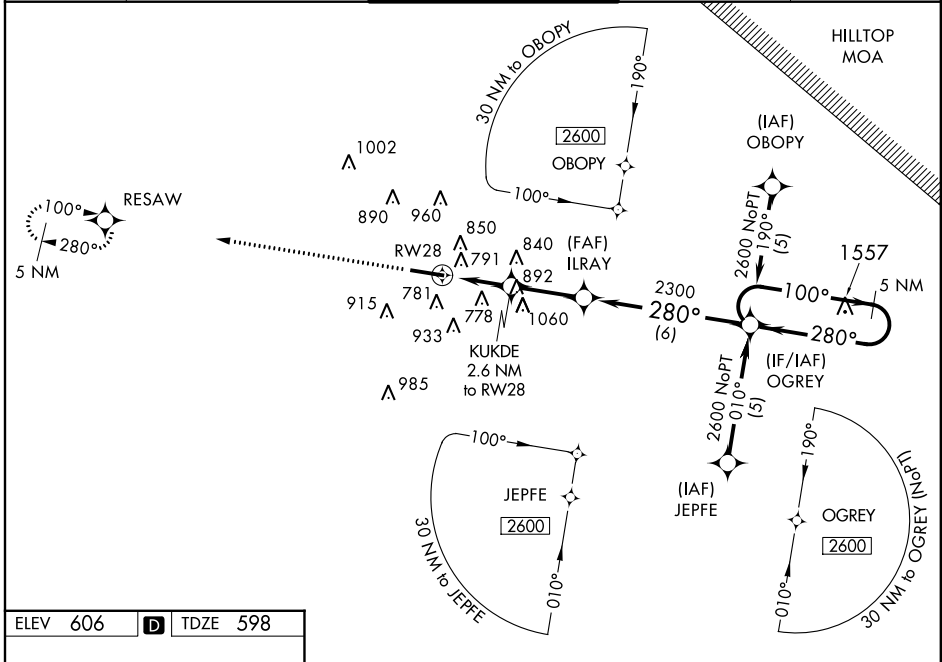 HILLTOP
MOA
30 NM to OBOPY
190°
2600
OBOPY
100°
(IAF)
OBOPY
1002
RESAW
100°
280°
5 NM
890
960
850
RW28
791
840
892
(FAF)
ILRAY
2600 NoPT
190°
(5)
1557
100°
5 NM
2300
280°
(6)
280°
915
781
933
778
1060
KUKDE
2.6 NM
to RW28
(IF/IAF)
OGREY
2600 NoPT
010°
(5)
985
(IAF)
JEPFE
100°
JEPFE
2600
010°
30 NM to JEPFE
190°
OGREY
2600
010°
30 NM to OGREY (NoPT)
ELEV 606 D TDZE 598